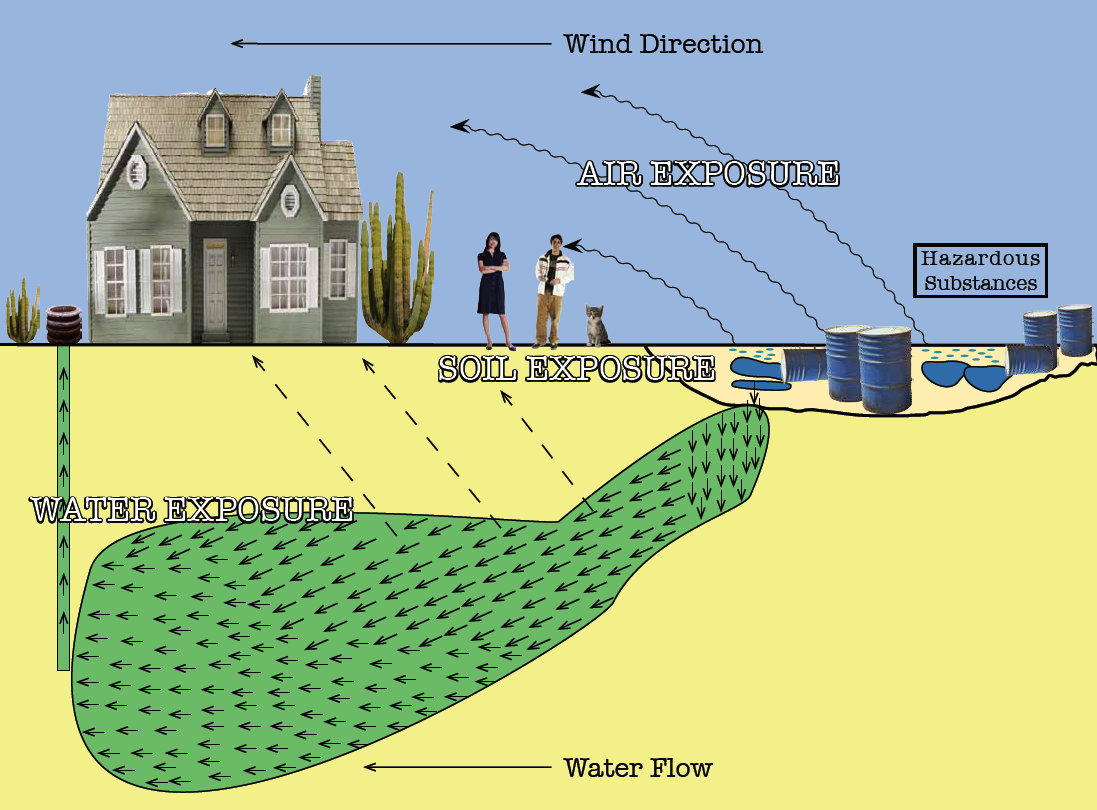 Wind Direction
AIR EXPOSURE
Hazardous
Substances
SOIL EXPOSURE
WATER EXPOSURE
Water Flow